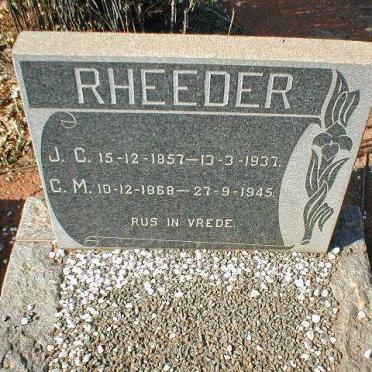 RHEEDER
J. C. 15-12-1857-13-3-1937.
C. M. 10-12-1868-27-9-1945.
RUS IN VREDE.